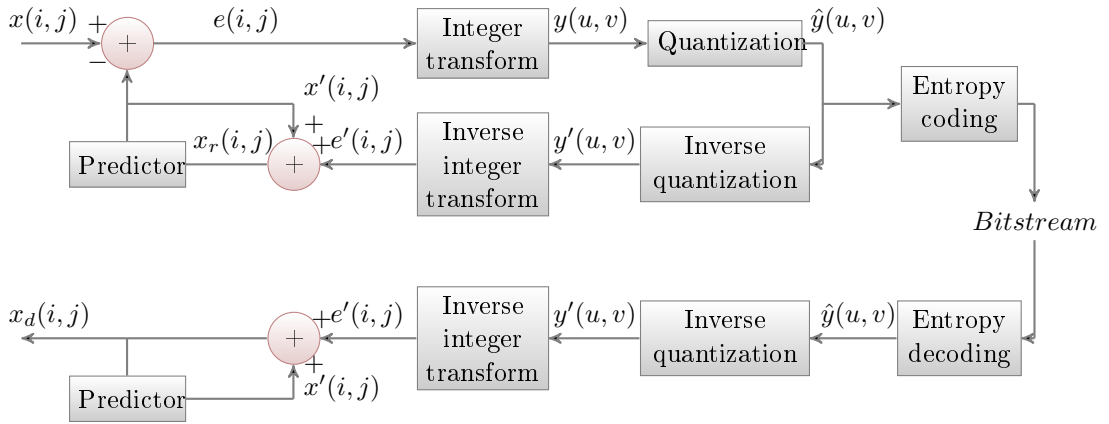 x(i, j)
+
+
−
e(i, j)
Integer
transform
y(u, v)
Quantization
ŷ(u, v)
Entropy
coding
x′(i, j)
+
Predictor
x_r(i, j)
+
+
e′(i, j)
Inverse
integer
transform
y′(u, v)
Inverse
quantization
Bitstream
x_d(i, j)
+
+
e′(i, j)
Inverse
integer
transform
y′(u, v)
Inverse
quantization
ŷ(u, v)
Entropy
decoding
+
x′(i, j)
Predictor